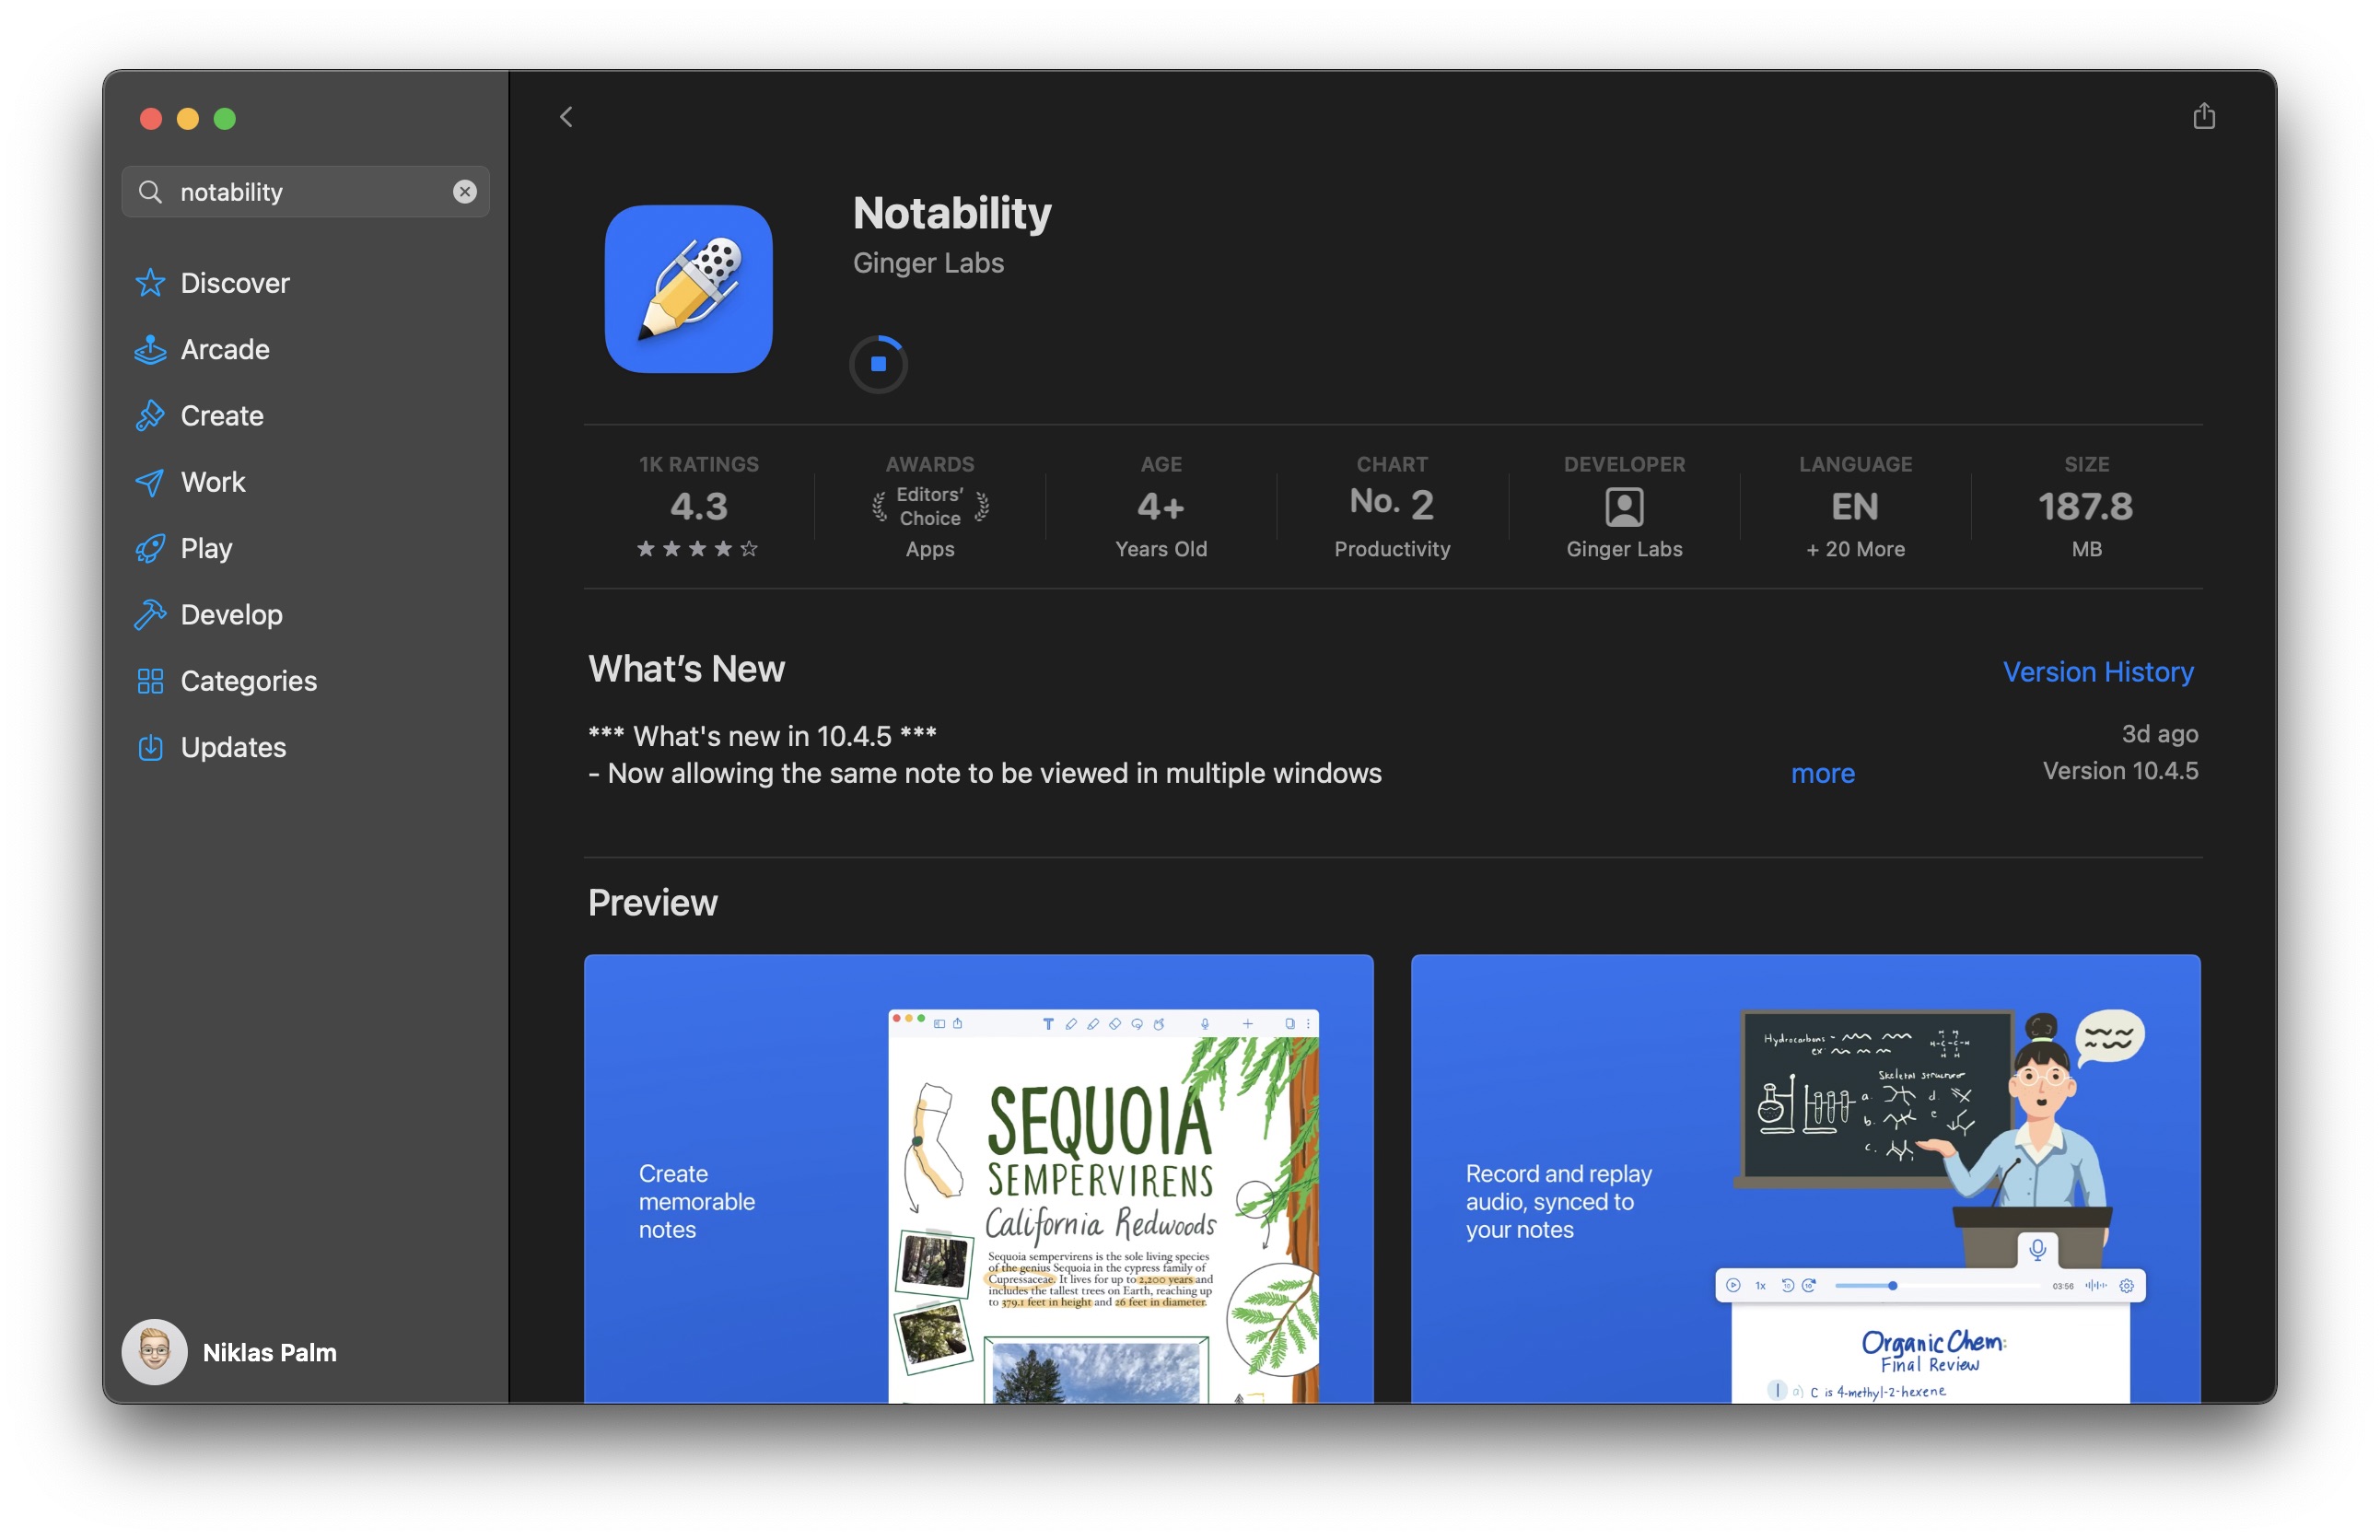 notability
Discover
Arcade
Create
Work
Play
Develop
Categories
Updates
Niklas Palm
Notability
Ginger Labs
1K RATINGS
4.3
AWARDS
Editors’
Choice
Apps
AGE
4+
Years Old
CHART
No. 2
Productivity
DEVELOPER
Ginger Labs
LANGUAGE
EN
+ 20 More
SIZE
187.8
MB
What’s New
Version History
*** What's new in 10.4.5 ***
- Now allowing the same note to be viewed in multiple windows
more
3d ago
Version 10.4.5
Preview
Create
memorable
notes
SEQUOIA
SEMPERVIRENS
California Redwoods
Sequoia sempervirens is the sole living species
of the genius Sequoia in the cypress family of
Cupressaceae. It lives for up to 2,200 years and
includes the tallest trees on Earth, reaching up
to 379.1 feet in height and 26 feet in diameter.
Record and replay
audio, synced to
your notes
Hydrocarbons -
ex:
Skeletal structure
a.
b.
c.
d.
e.
1x
03:56
Organic Chem:
Final Review
1 a) C is 4-methyl-2-hexene